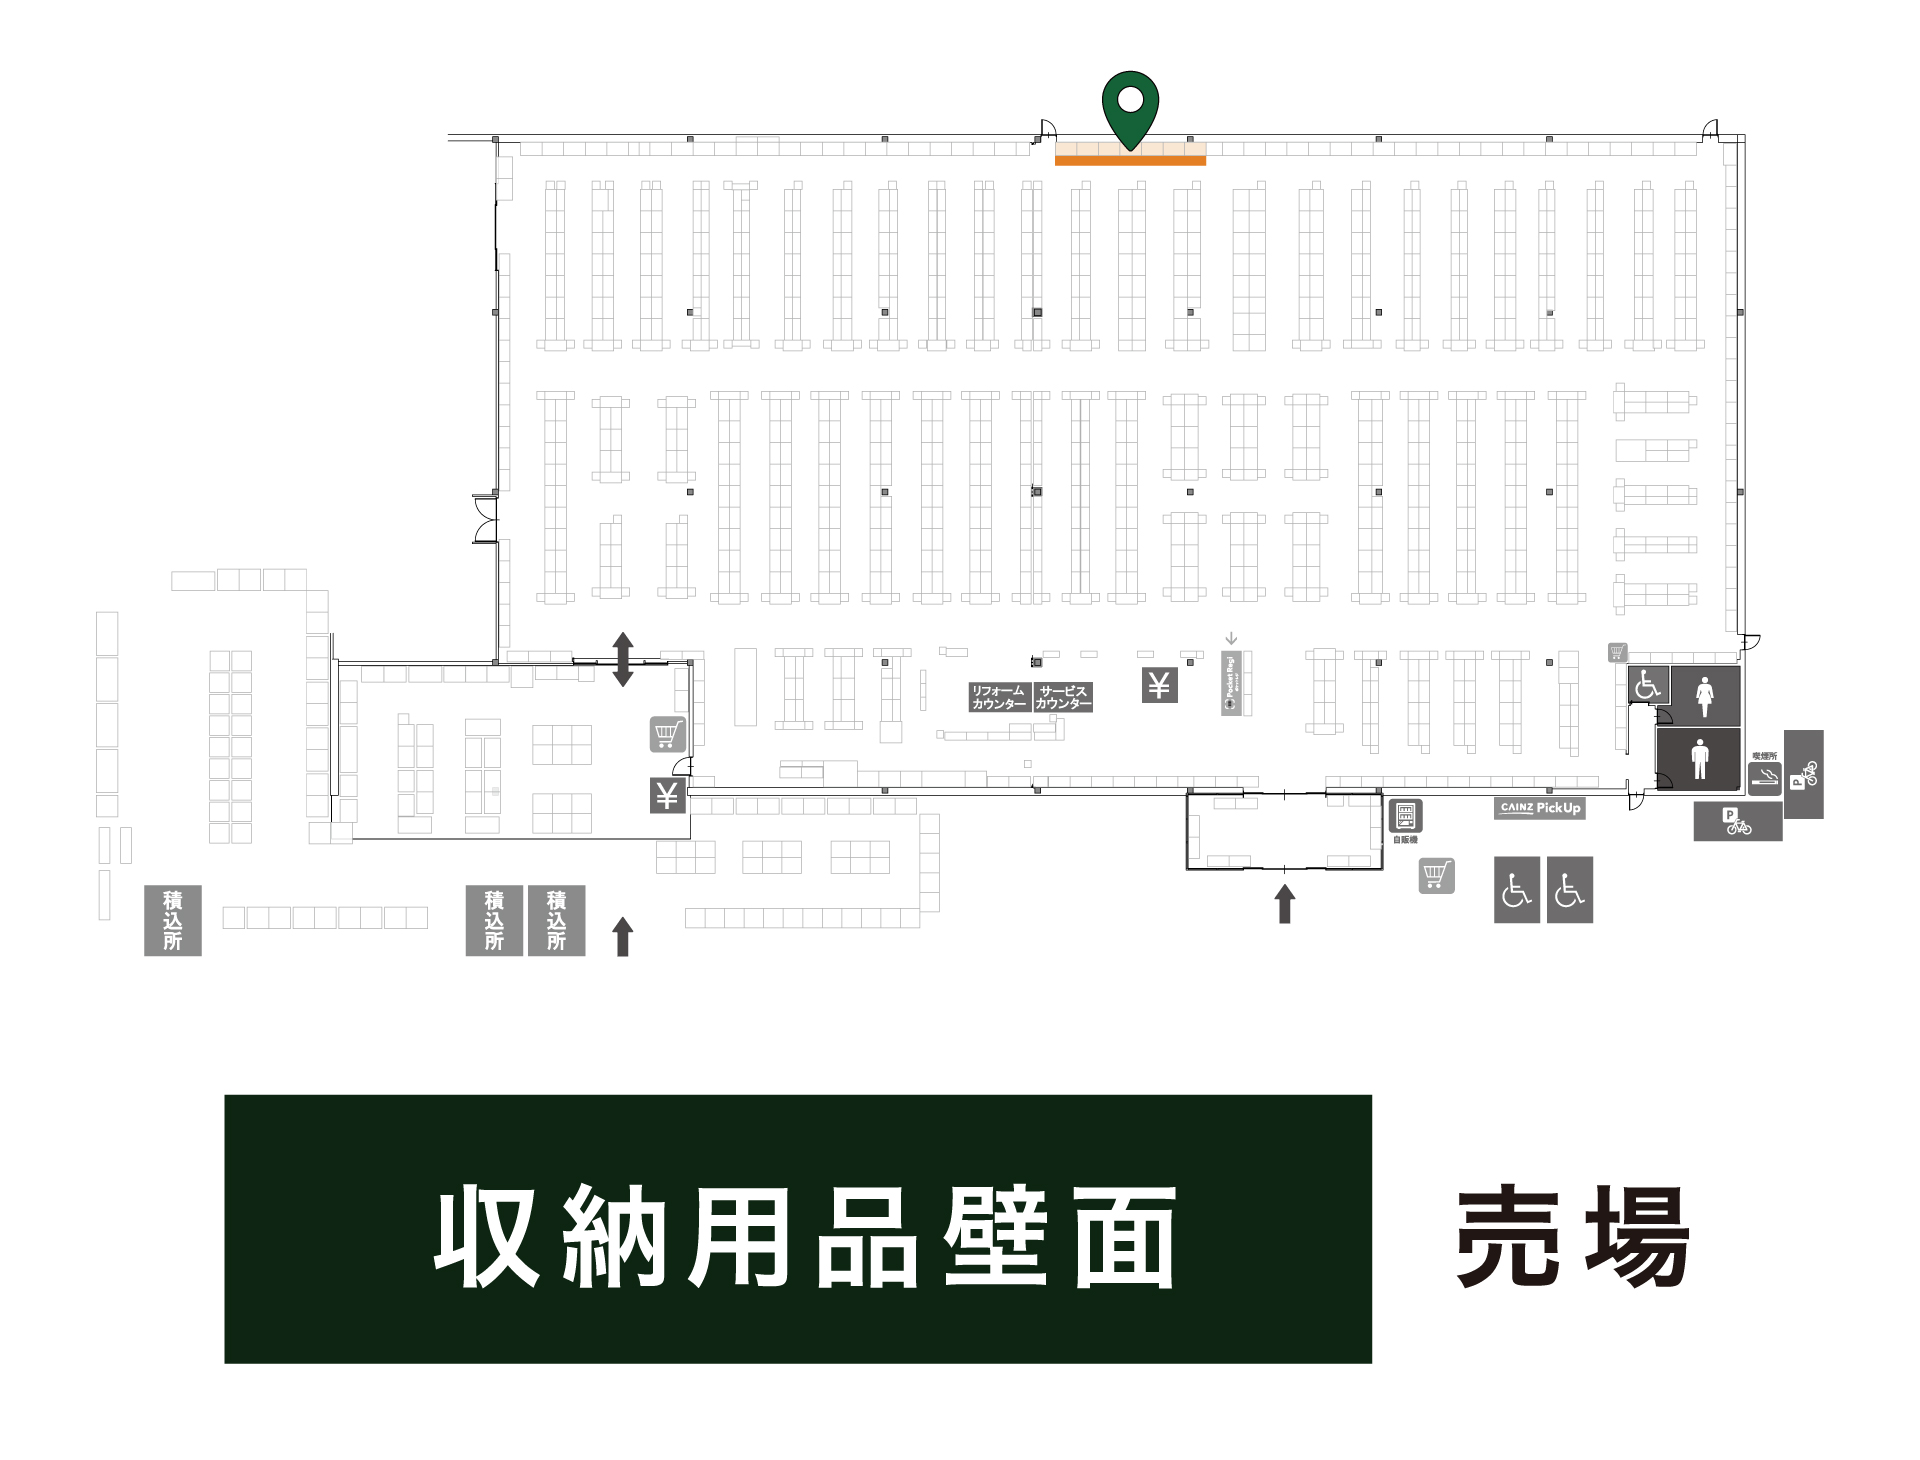 リフォーム
カウンター
サービス
カウンター
¥
Pocket Regi
¥
喫煙所
P
P
CAINZ PickUp
自販機
積込所
積込所
積込所
収納用品壁面
売場